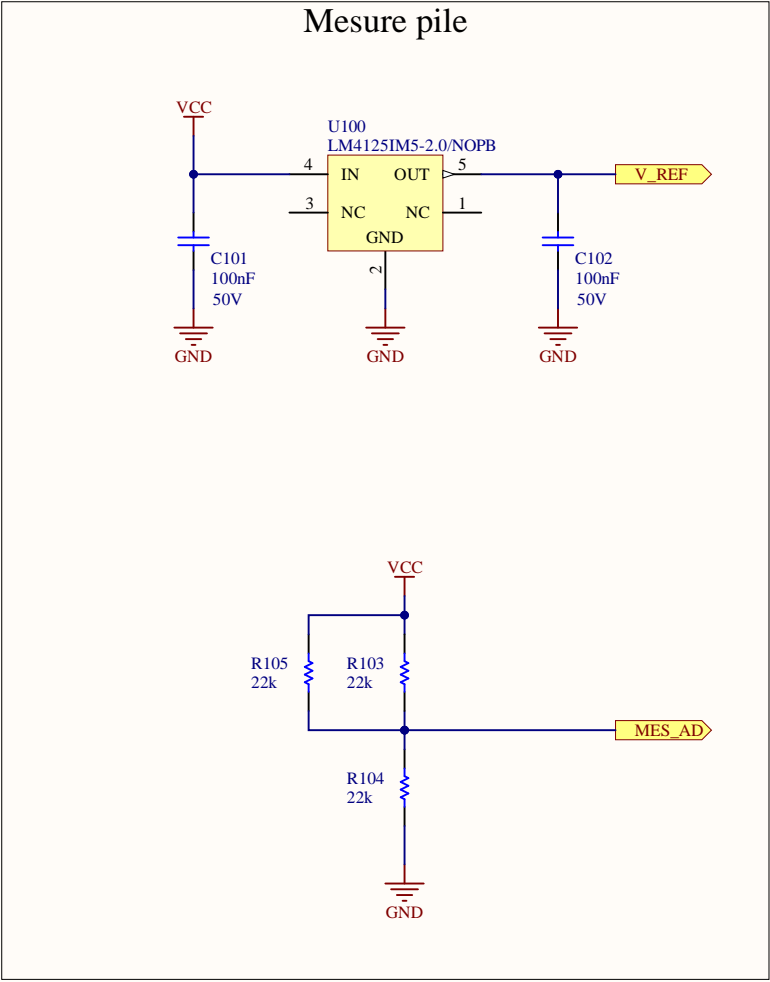 Mesure pile
VCC
U100
LM4125IM5-2.0/NOPB
4
IN
OUT
5
V_REF
3
NC
NC
1
GND
2
C101
100nF
50V
C102
100nF
50V
GND
GND
GND
VCC
R105
22k
R103
22k
MES_AD
R104
22k
GND